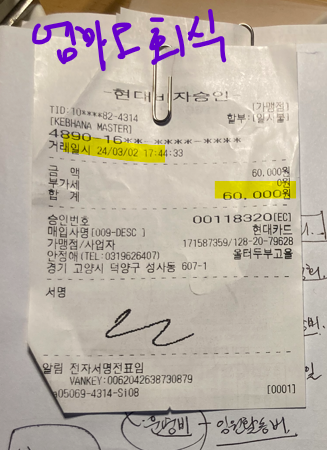 엄마도 회식
-현대비자승인-
TID:10****82-4314 [가맹점]
[KEBHANA MASTER] 할부:[일시불]
4890-16**-****-****
거래일시 24/03/02 17:44:33
금 액 60,000원
부가세 0원
합 계 60,000원
승인번호 00118320[EC]
매입사명[009-DESC ] 현대카드
가맹점/사업자 171587359/128-20-79628
안정애(TEL:0319626407) 울터두부고을
경기 고양시 덕양구 성사동 607-1
서명
알림 전자서명전표임
VANKEY:0062042638730879
a05069-4314-S108 [0001]
운영비 - 임원활동비.